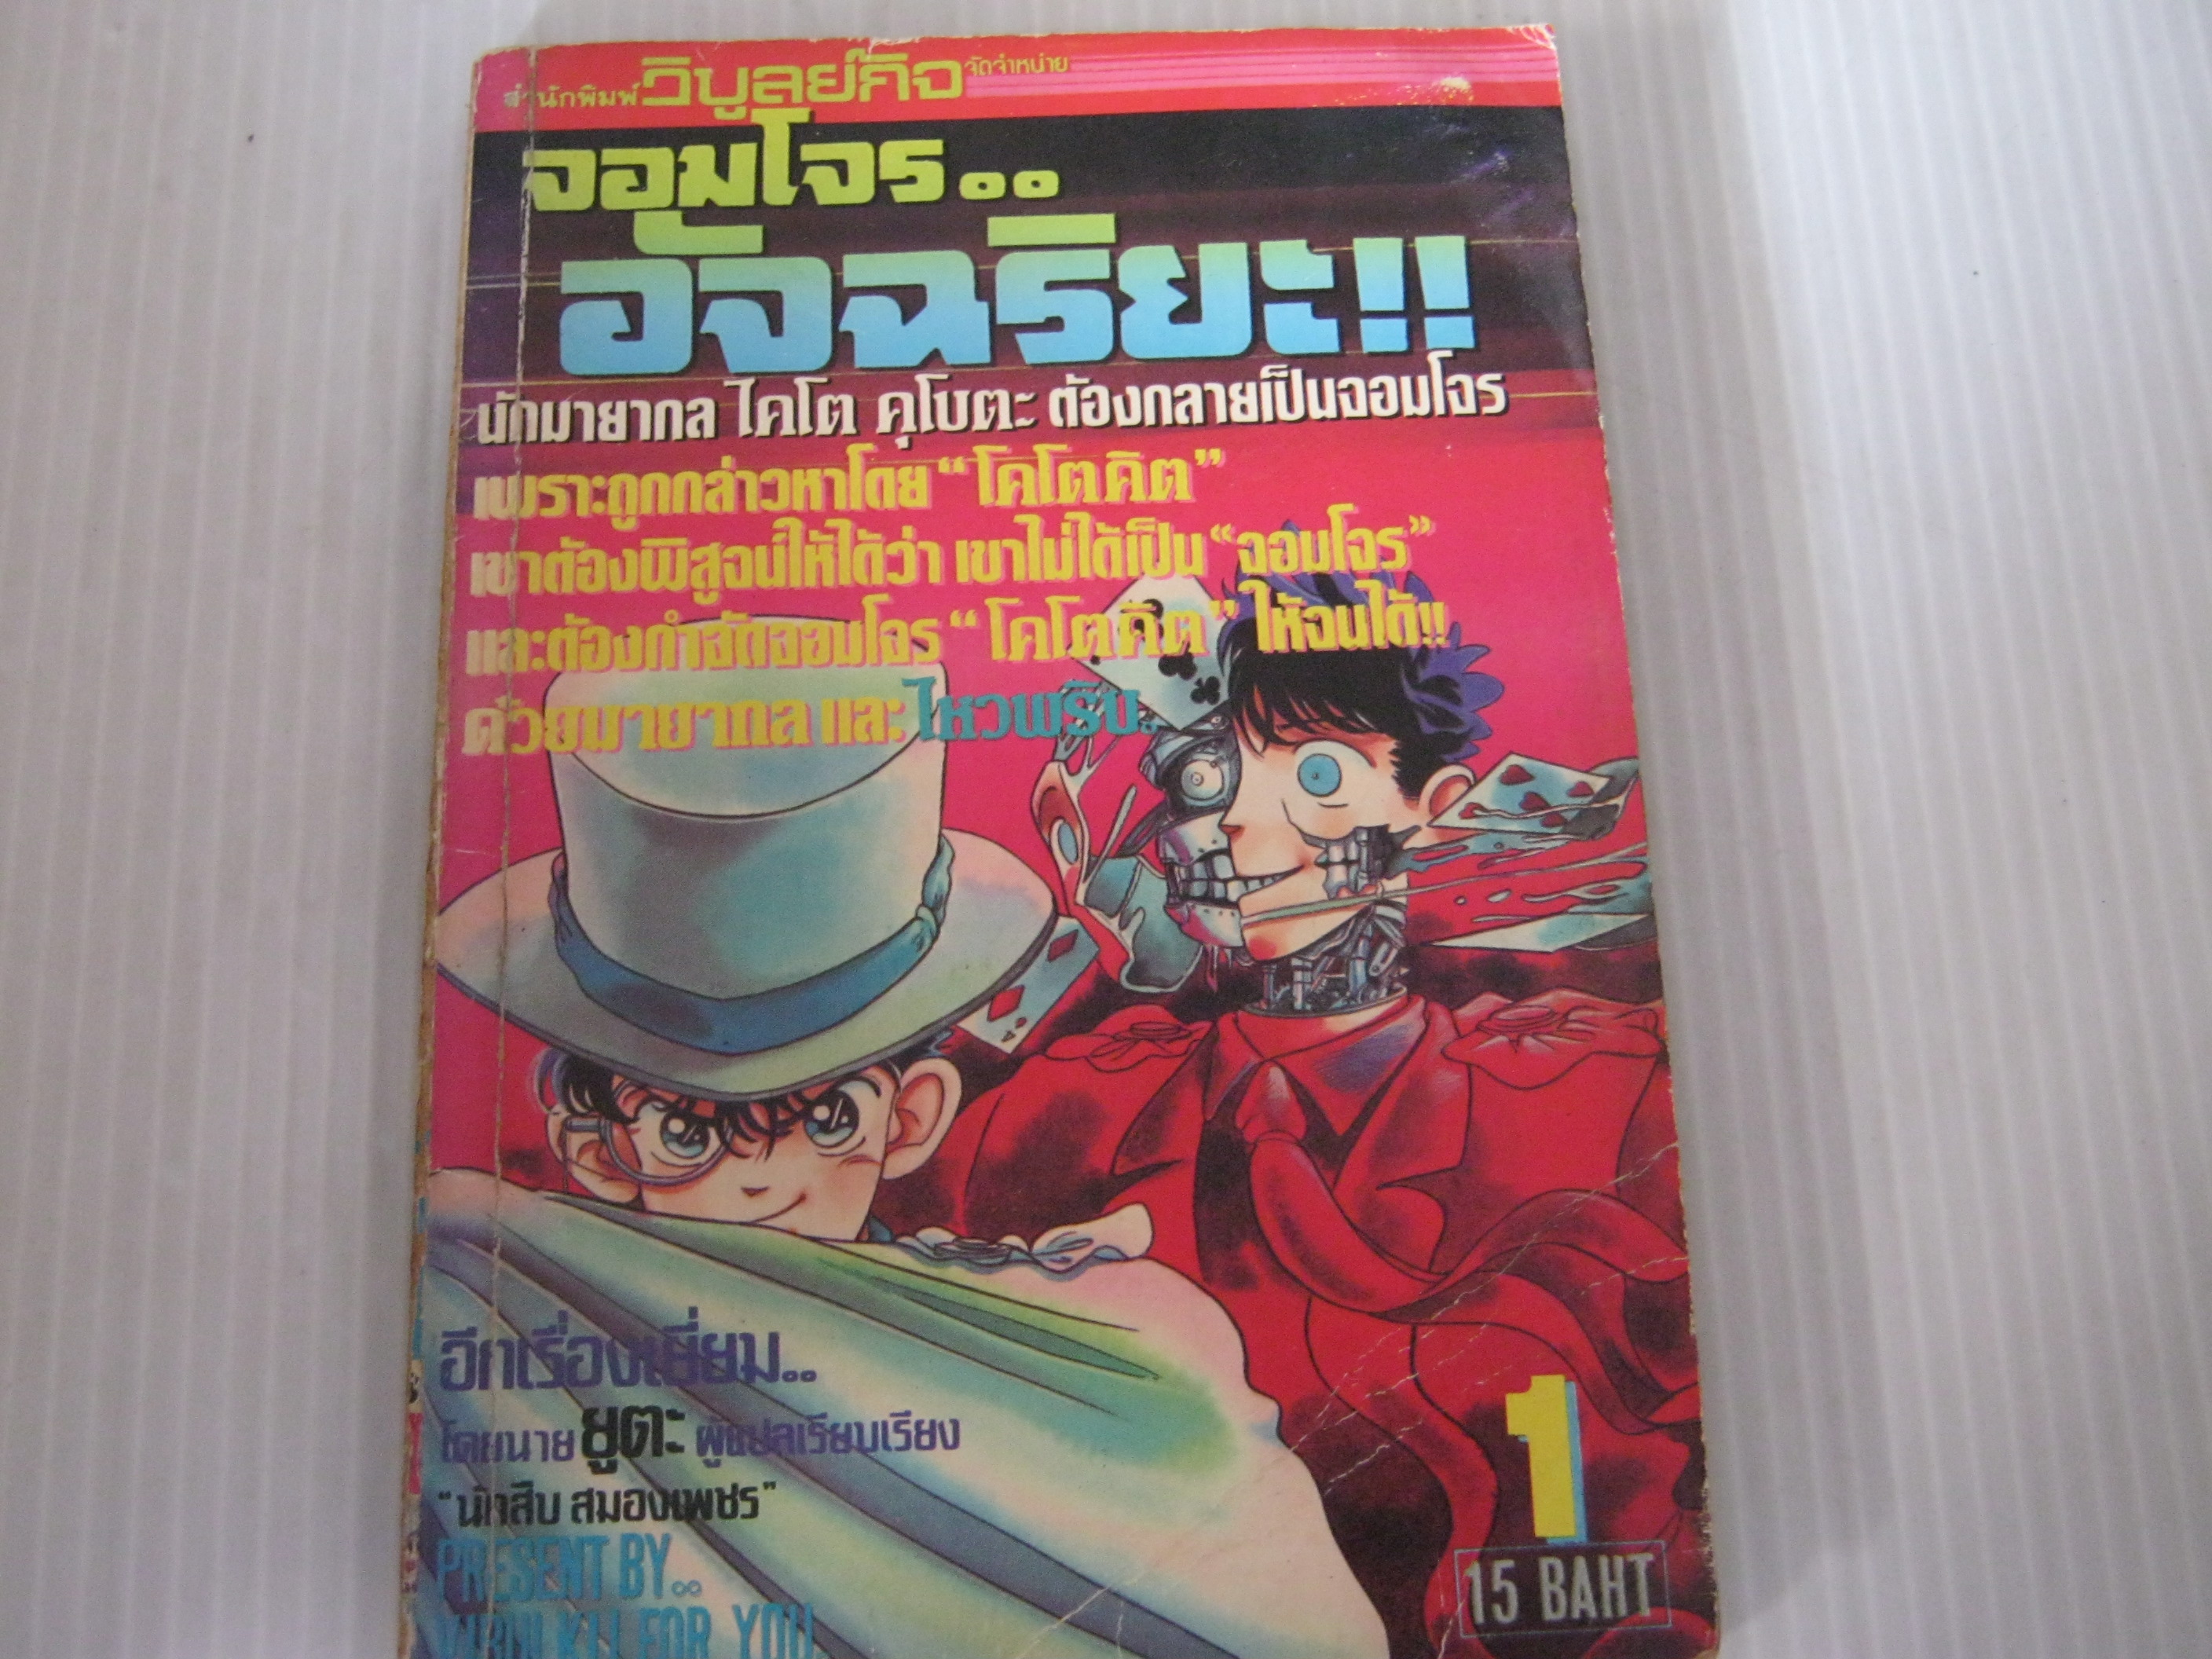 สำนักพิมพ์วิบูลย์กิจจัดจำหน่าย
จอมโจร..
อัจฉริยะ!!
นักมายากล ไคโต คุโบตะ ต้องกลายเป็นจอมโจร
เพราะถูกกล่าวหาโดย “โคโตคิต”
เขาต้องพิสูจน์ให้ได้ว่า เขาไม่ได้เป็น “จอมโจร”
และต้องกำจัดจอมโจร “โคโตคิต” ให้จนได้!!
ด้วยมายากล และไหวพริบ..
อีกเรื่องเยี่ยม..
โดยนาย ยูตะ ผู้แปลเรียบเรียง
“นักสืบ สมองเพชร”
PRESENT BY..
FOR YOU
1
15 BAHT